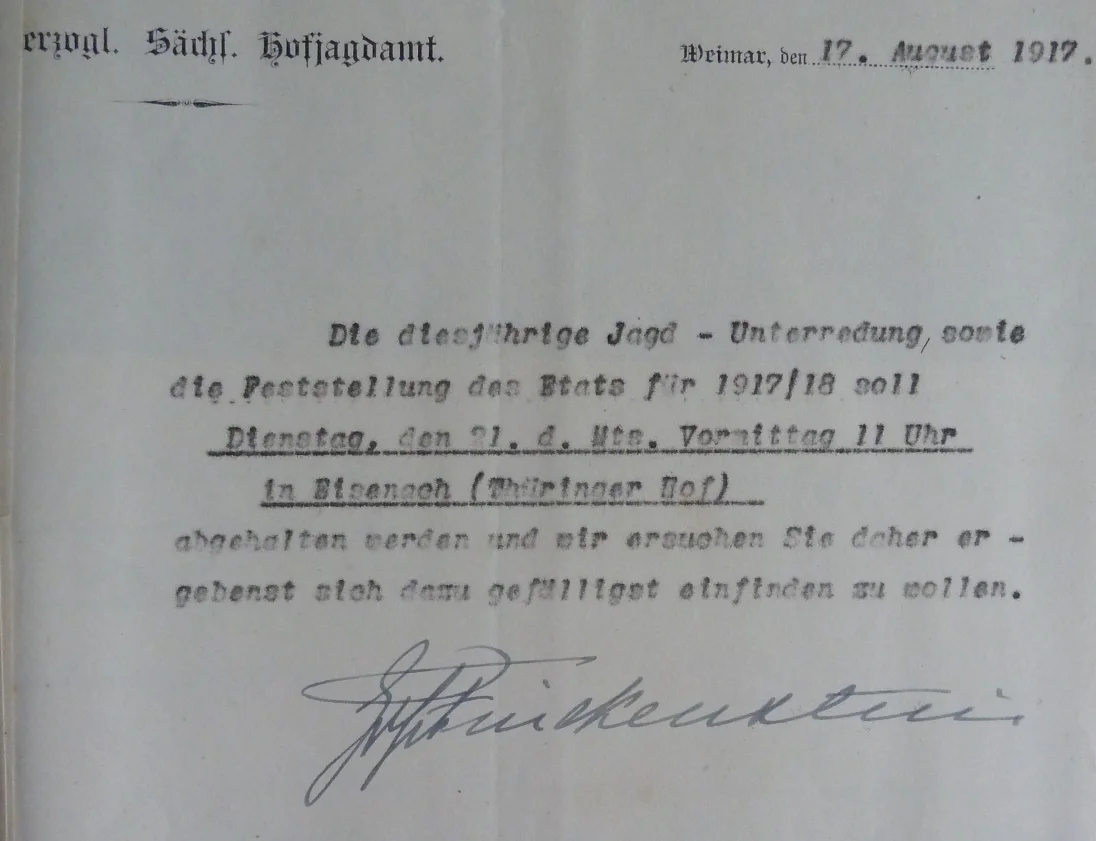 erzogl. Sächs. Hofjagdamt.
Weimar, den 17. August 1917.
Die diesjährige Jagd - Unterredung, sowie
die Feststellung des Etats für 1917/18 soll
Dienstag, den 21. d. Mts. Vormittag 11 Uhr
in Eisenach (Thüringer Hof)
abgehalten werden und wir ersuchen Sie daher er -
gebenst sich dazu gefälligst einfinden zu wollen.